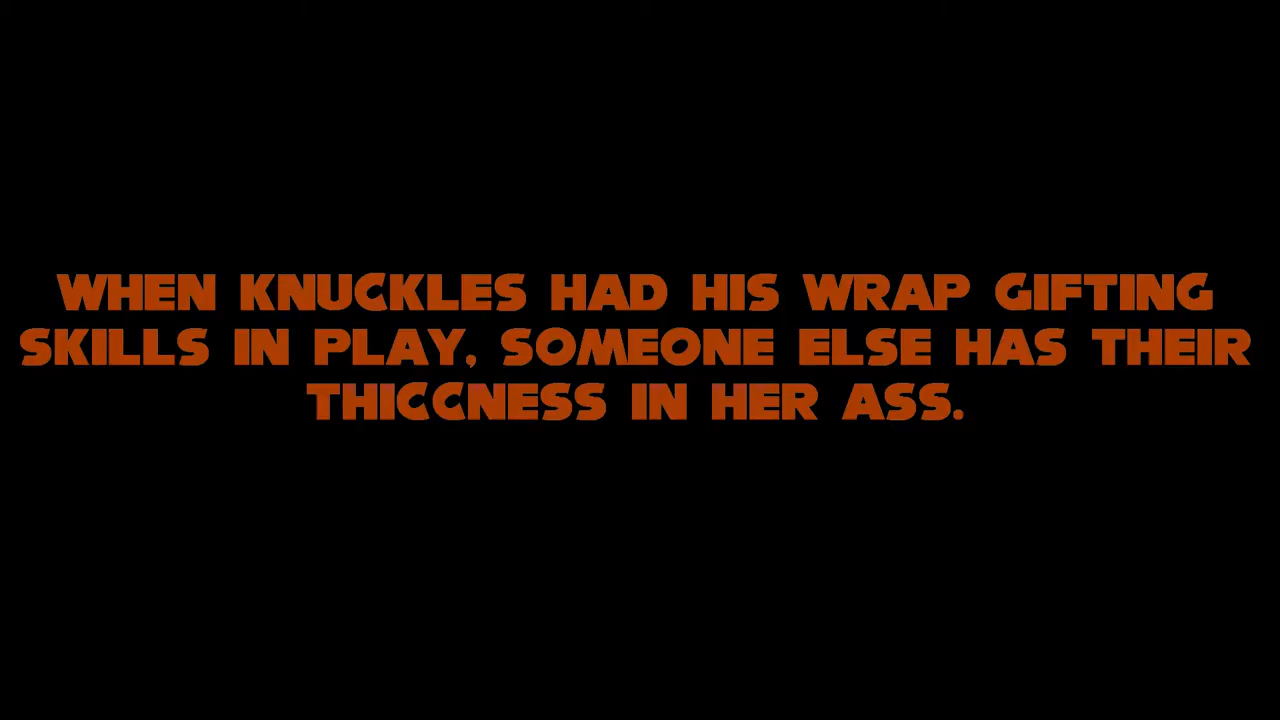 WHEN KNUCKLES HAD HIS WRAP GIFTING
SKILLS IN PLAY, SOMEONE ELSE HAS THEIR
THICCNESS IN HER ASS.